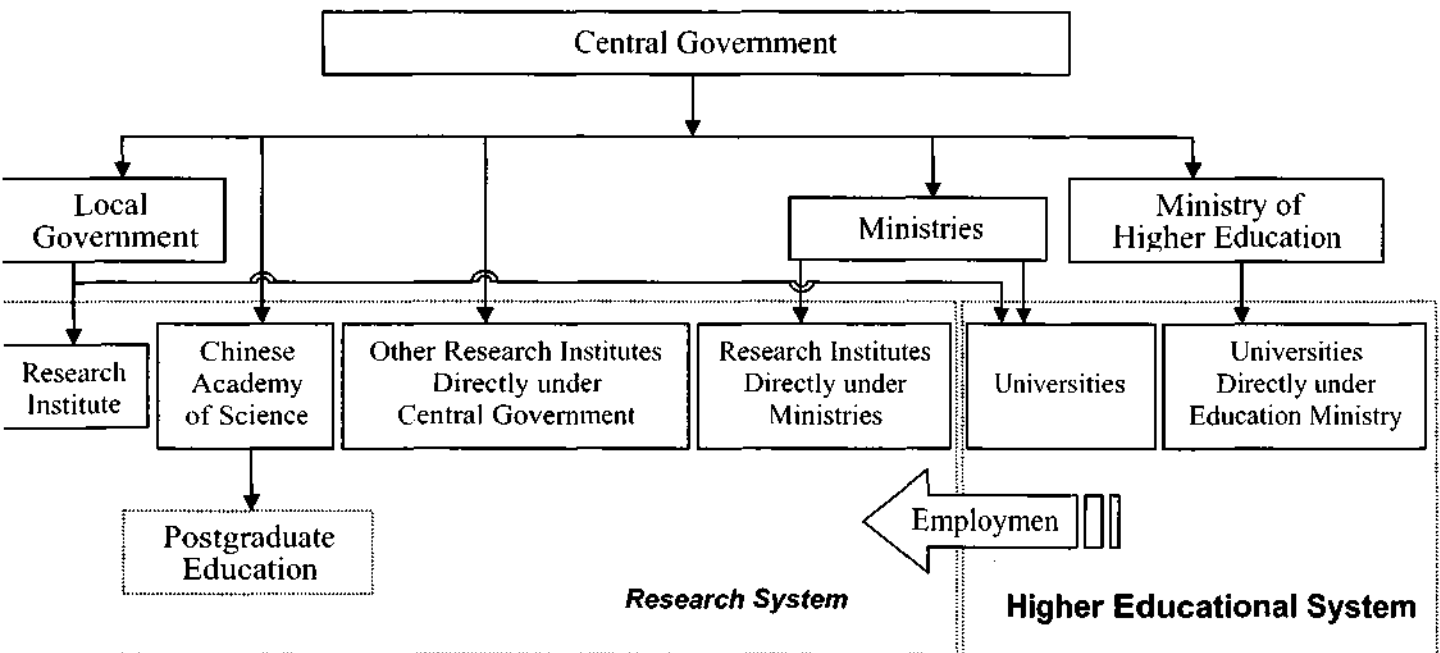 Central Government
Local
Government
Ministries
Ministry of
Higher Education
Research
Institute
Chinese
Academy
of Science
Other Research Institutes
Directly under
Central Government
Research Institutes
Directly under
Ministries
Universities
Universities
Directly under
Education Ministry
Employmen
Postgraduate
Education
Research System
Higher Educational System